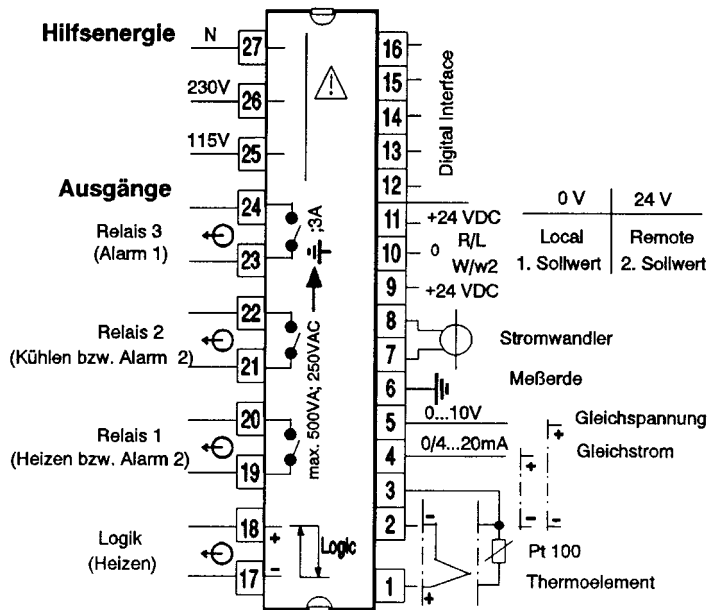 Hilfsenergie
N
27
230V
26
115V
25
Ausgänge
24
Relais 3
(Alarm 1)
23
22
Relais 2
(Kühlen bzw. Alarm 2)
21
20
Relais 1
(Heizen bzw. Alarm 2)
19
18
Logik
(Heizen)
17
+
-
Logic
max. 500VA; 250VAC
;3A
16
15
14
13
12
Digital Interface
11
+24 VDC
10
0
R/L
W/w2
9
+24 VDC
0 V
24 V
Local
Remote
1. Sollwert
2. Sollwert
8
7
Stromwandler
6
Meßerde
5
0...10V
Gleichspannung
4
0/4...20mA
Gleichstrom
+
+
3
2
-
-
-
-
Pt 100
1
+
Thermoelement